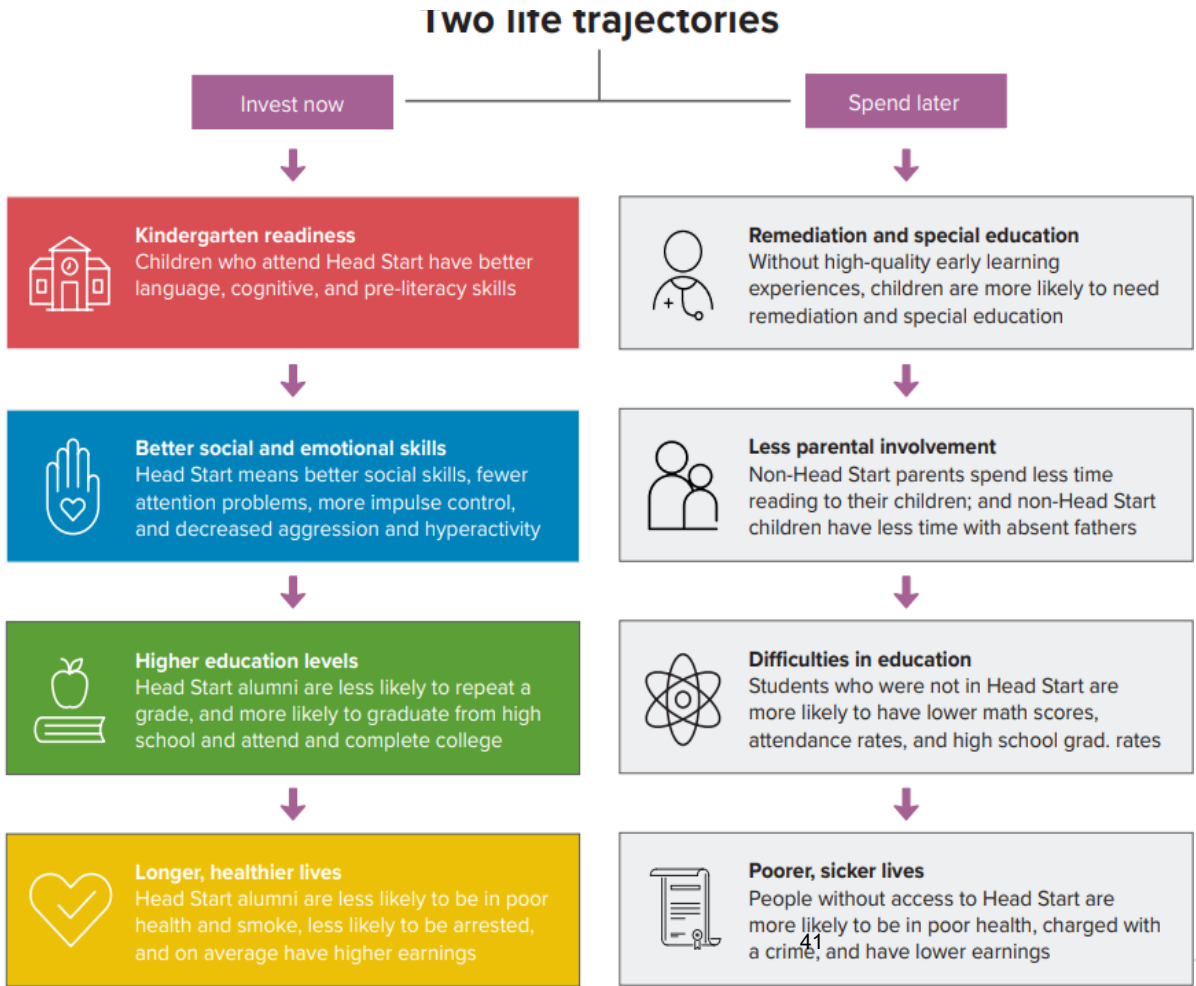 Two life trajectories
Invest now
Spend later
Kindergarten readiness
Children who attend Head Start have better
language, cognitive, and pre-literacy skills
Better social and emotional skills
Head Start means better social skills, fewer
attention problems, more impulse control,
and decreased aggression and hyperactivity
Higher education levels
Head Start alumni are less likely to repeat a
grade, and more likely to graduate from high
school and attend and complete college
Longer, healthier lives
Head Start alumni are less likely to be in poor
health and smoke, less likely to be arrested,
and on average have higher earnings
Remediation and special education
Without high-quality early learning
experiences, children are more likely to need
remediation and special education
Less parental involvement
Non-Head Start parents spend less time
reading to their children; and non-Head Start
children have less time with absent fathers
Difficulties in education
Students who were not in Head Start are
more likely to have lower math scores,
attendance rates, and high school grad. rates
Poorer, sicker lives
People without access to Head Start are
more likely to be in poor health, charged with
a crime, and have lower earnings
41